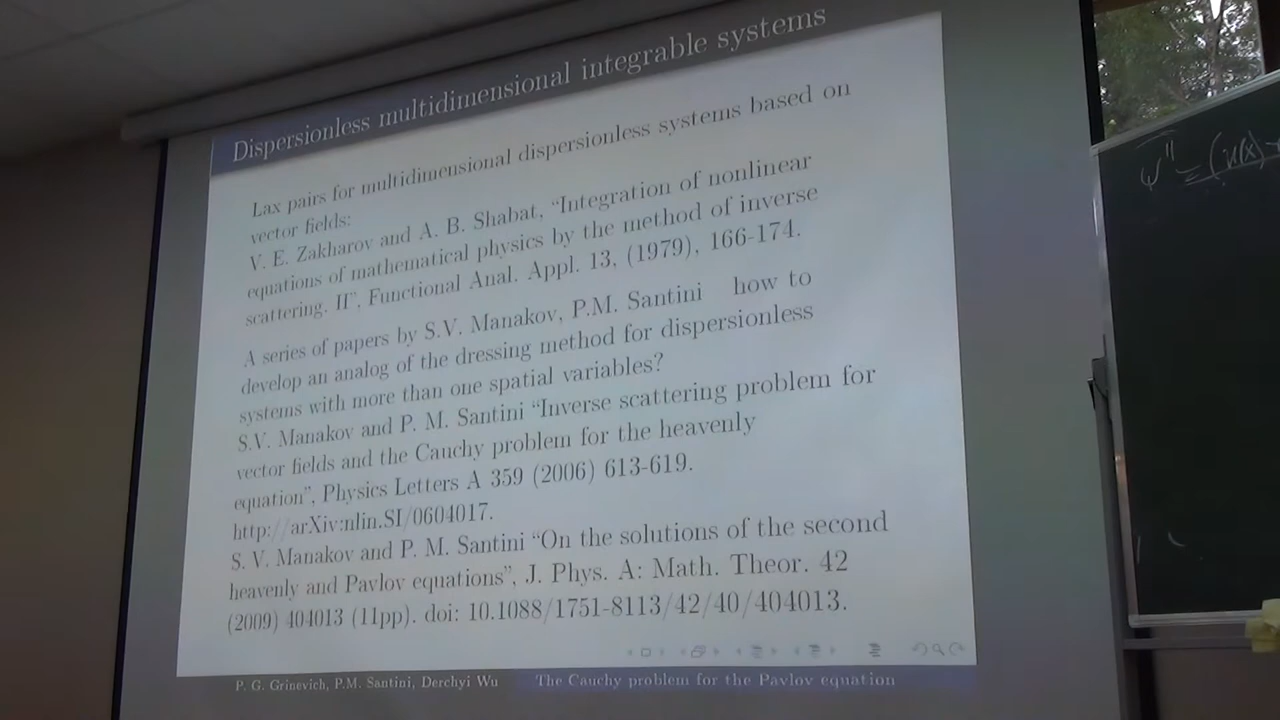 Dispersionless multidimensional integrable systems
Lax pairs for multidimensional dispersionless systems based on
vector fields:
V. E. Zakharov and A. B. Shabat, “Integration of nonlinear
equations of mathematical physics by the method of inverse
scattering. II”, Functional Anal. Appl. 13, (1979), 166-174.
A series of papers by S.V. Manakov, P.M. Santini how to
develop an analog of the dressing method for dispersionless
systems with more than one spatial variables?
S.V. Manakov and P. M. Santini “Inverse scattering problem for
vector fields and the Cauchy problem for the heavenly
equation”, Physics Letters A 359 (2006) 613-619.
http://arXiv:nlin.SI/0604017.
S. V. Manakov and P. M. Santini “On the solutions of the second
heavenly and Pavlov equations”, J. Phys. A: Math. Theor. 42
(2009) 404013 (11pp). doi: 10.1088/1751-8113/42/40/404013.
P. G. Grinevich, P.M. Santini, Derchyi Wu The Cauchy problem for the Pavlov equation